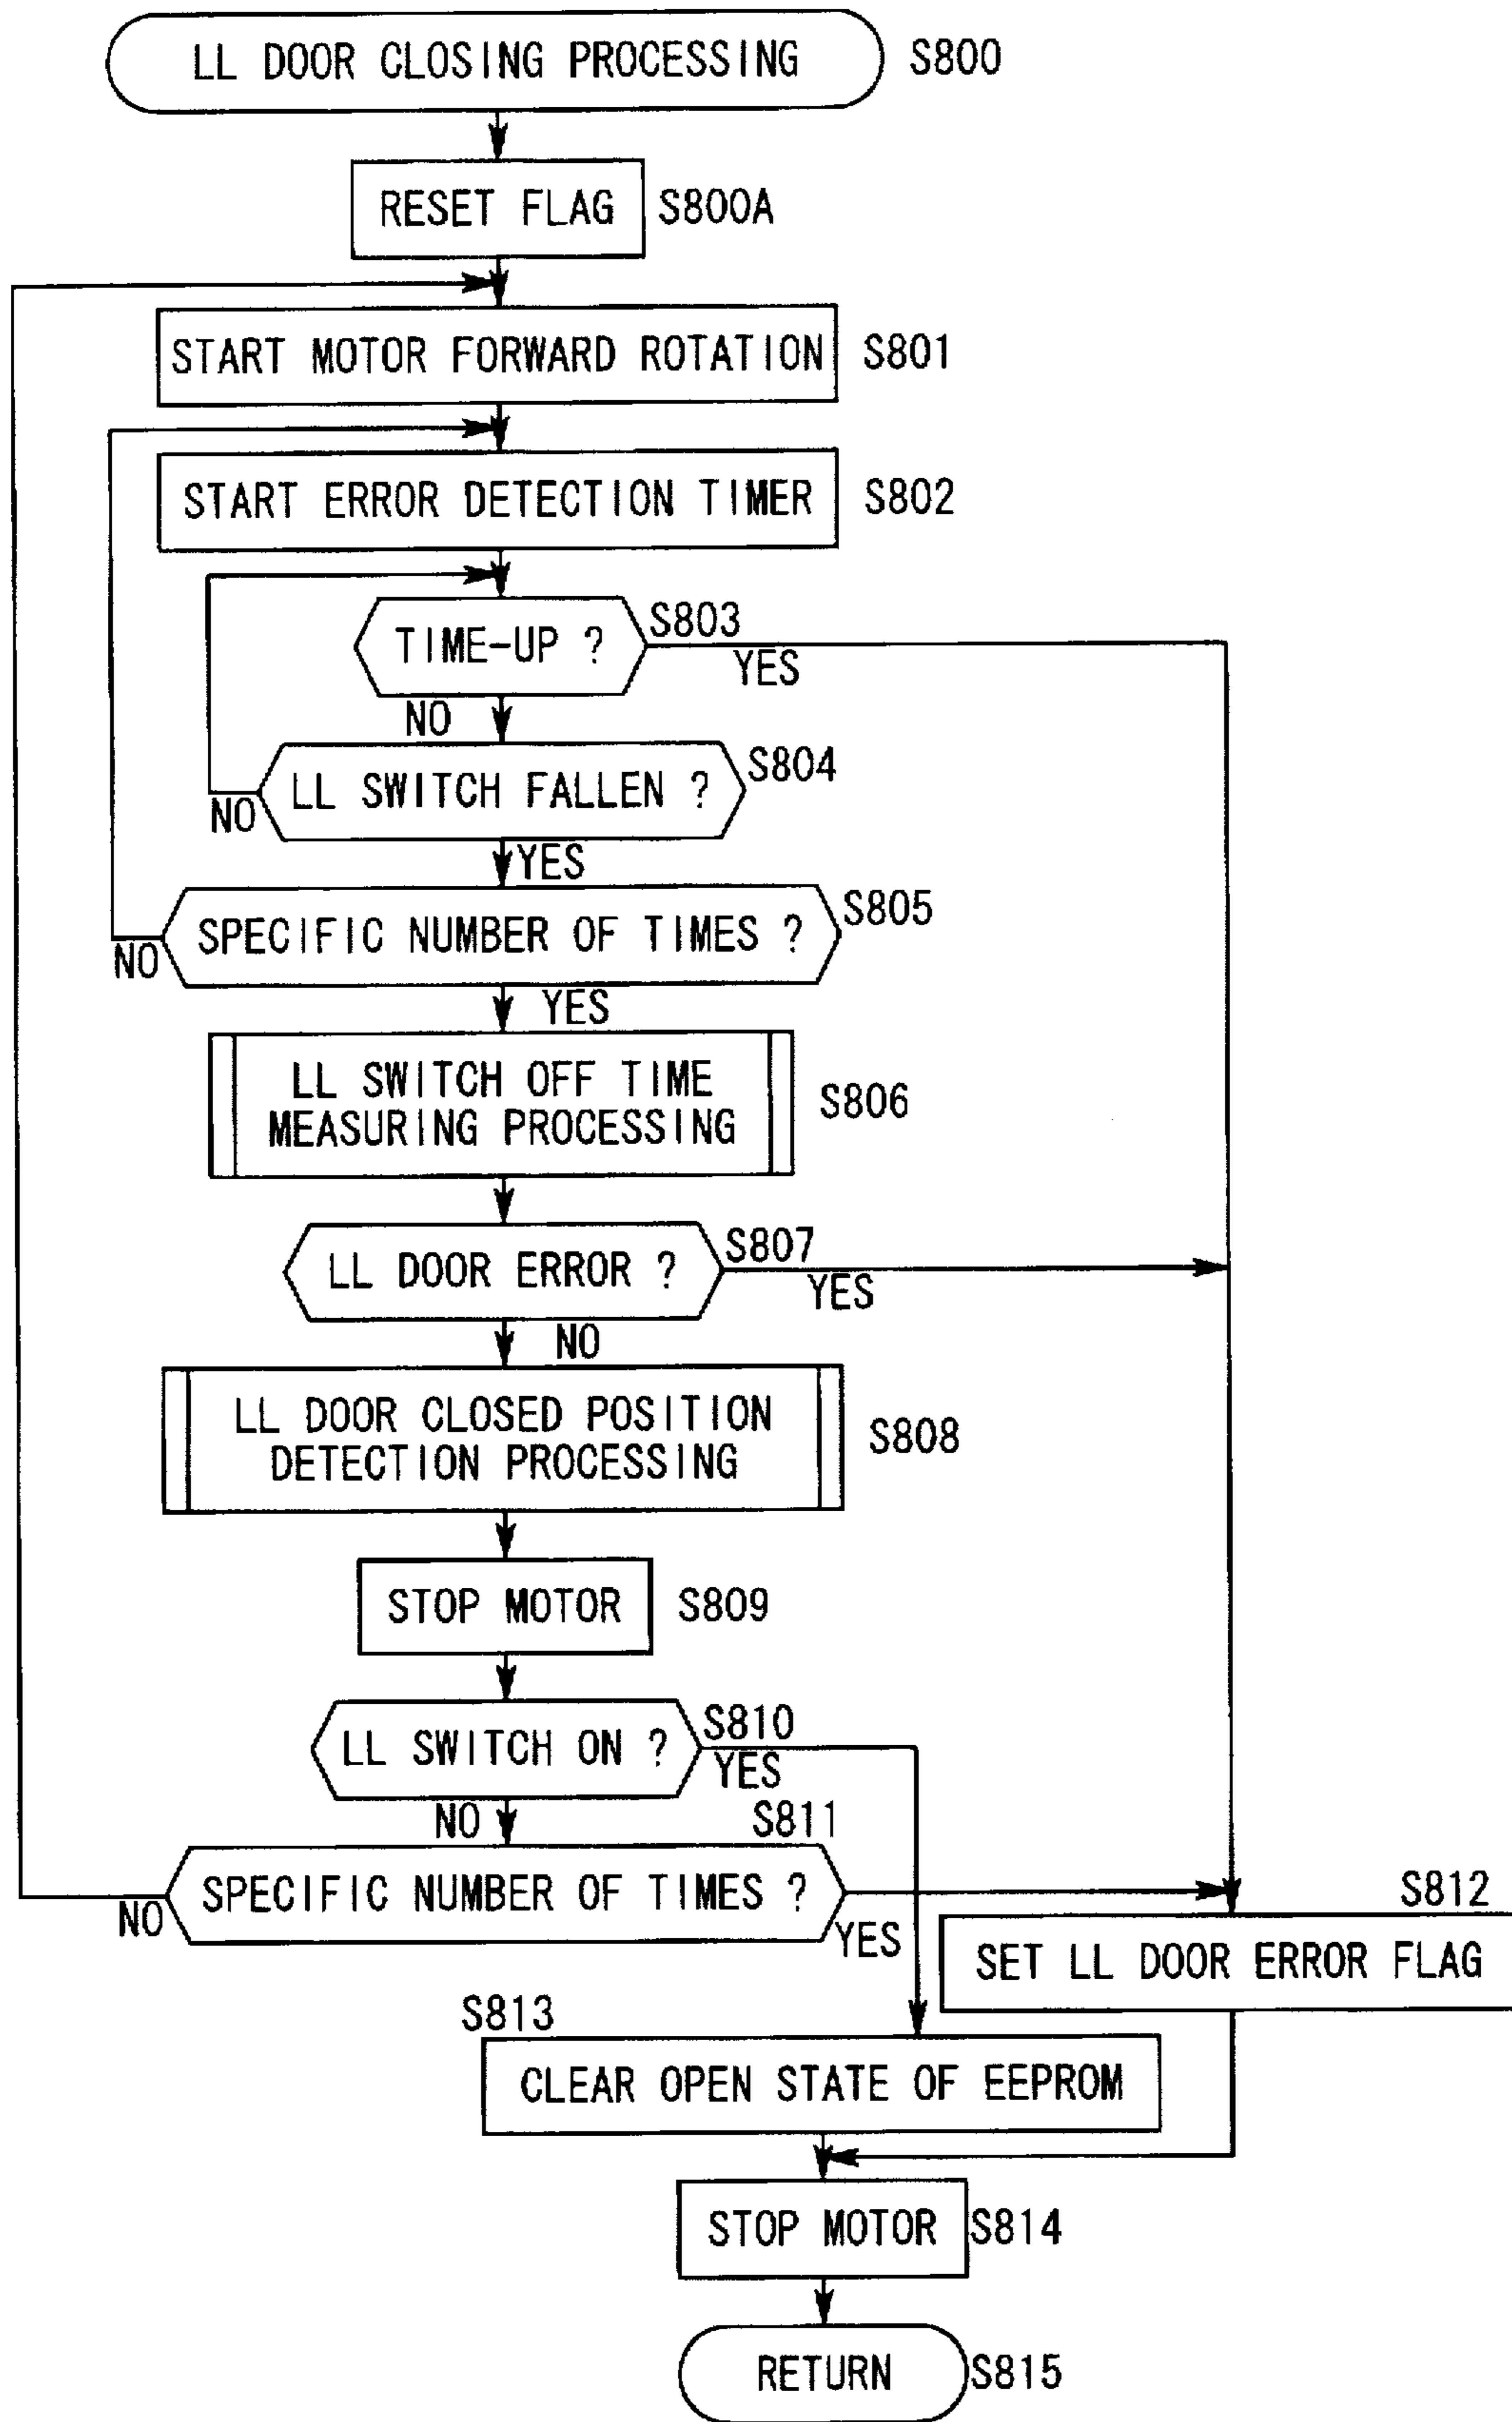 LL DOOR CLOSING PROCESSING
S800
RESET FLAG
S800A
START MOTOR FORWARD ROTATION
S801
START ERROR DETECTION TIMER
S802
TIME-UP ?
S803
YES
NO
LL SWITCH FALLEN ?
S804
NO
YES
SPECIFIC NUMBER OF TIMES ?
S805
NO
YES
LL SWITCH OFF TIME
MEASURING PROCESSING
S806
LL DOOR ERROR ?
S807
YES
NO
LL DOOR CLOSED POSITION
DETECTION PROCESSING
S808
STOP MOTOR
S809
LL SWITCH ON ?
S810
YES
NO
S811
SPECIFIC NUMBER OF TIMES ?
NO
YES
S812
SET LL DOOR ERROR FLAG
S813
CLEAR OPEN STATE OF EEPROM
STOP MOTOR
S814
RETURN
S815